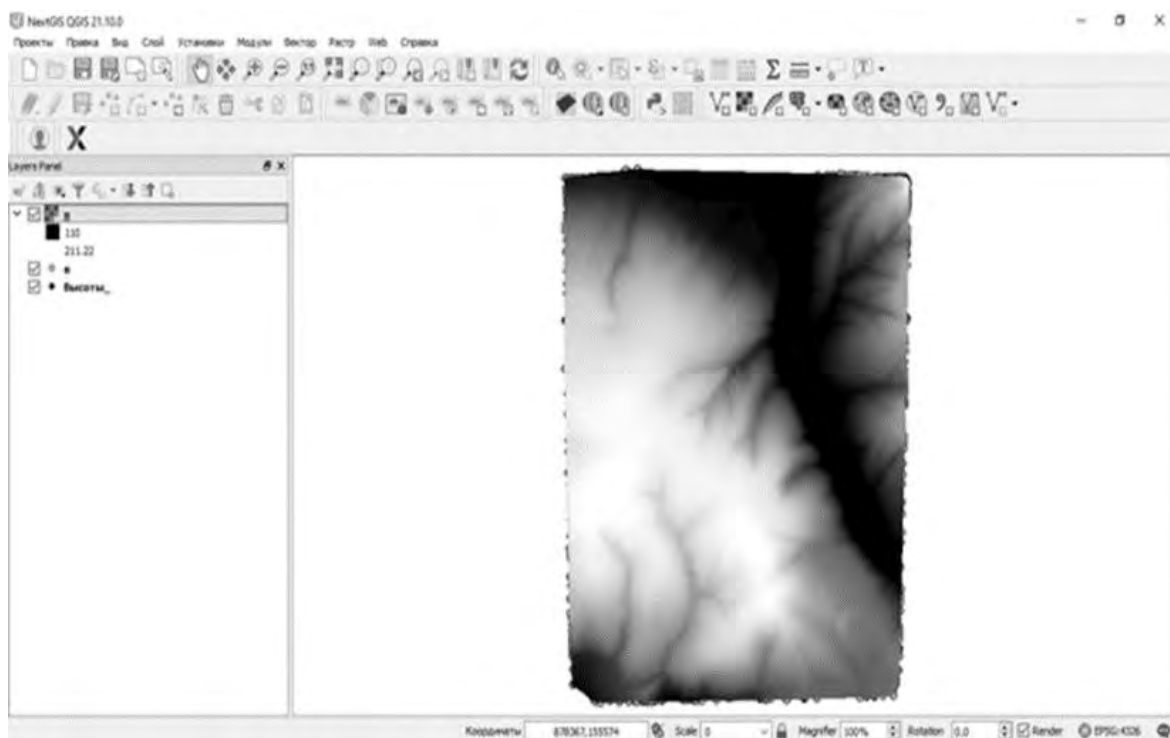 NextGIS QGIS 21.10.0
Проекты Правка Вид Слой Установки Модули Вектор Растр Web Справка
Layers Panel
в
110
211.22
в
Высоты_
Координаты 878367,155574 Scale 0 Magnifier 100% Rotation 0,0 Render EPSG:4326